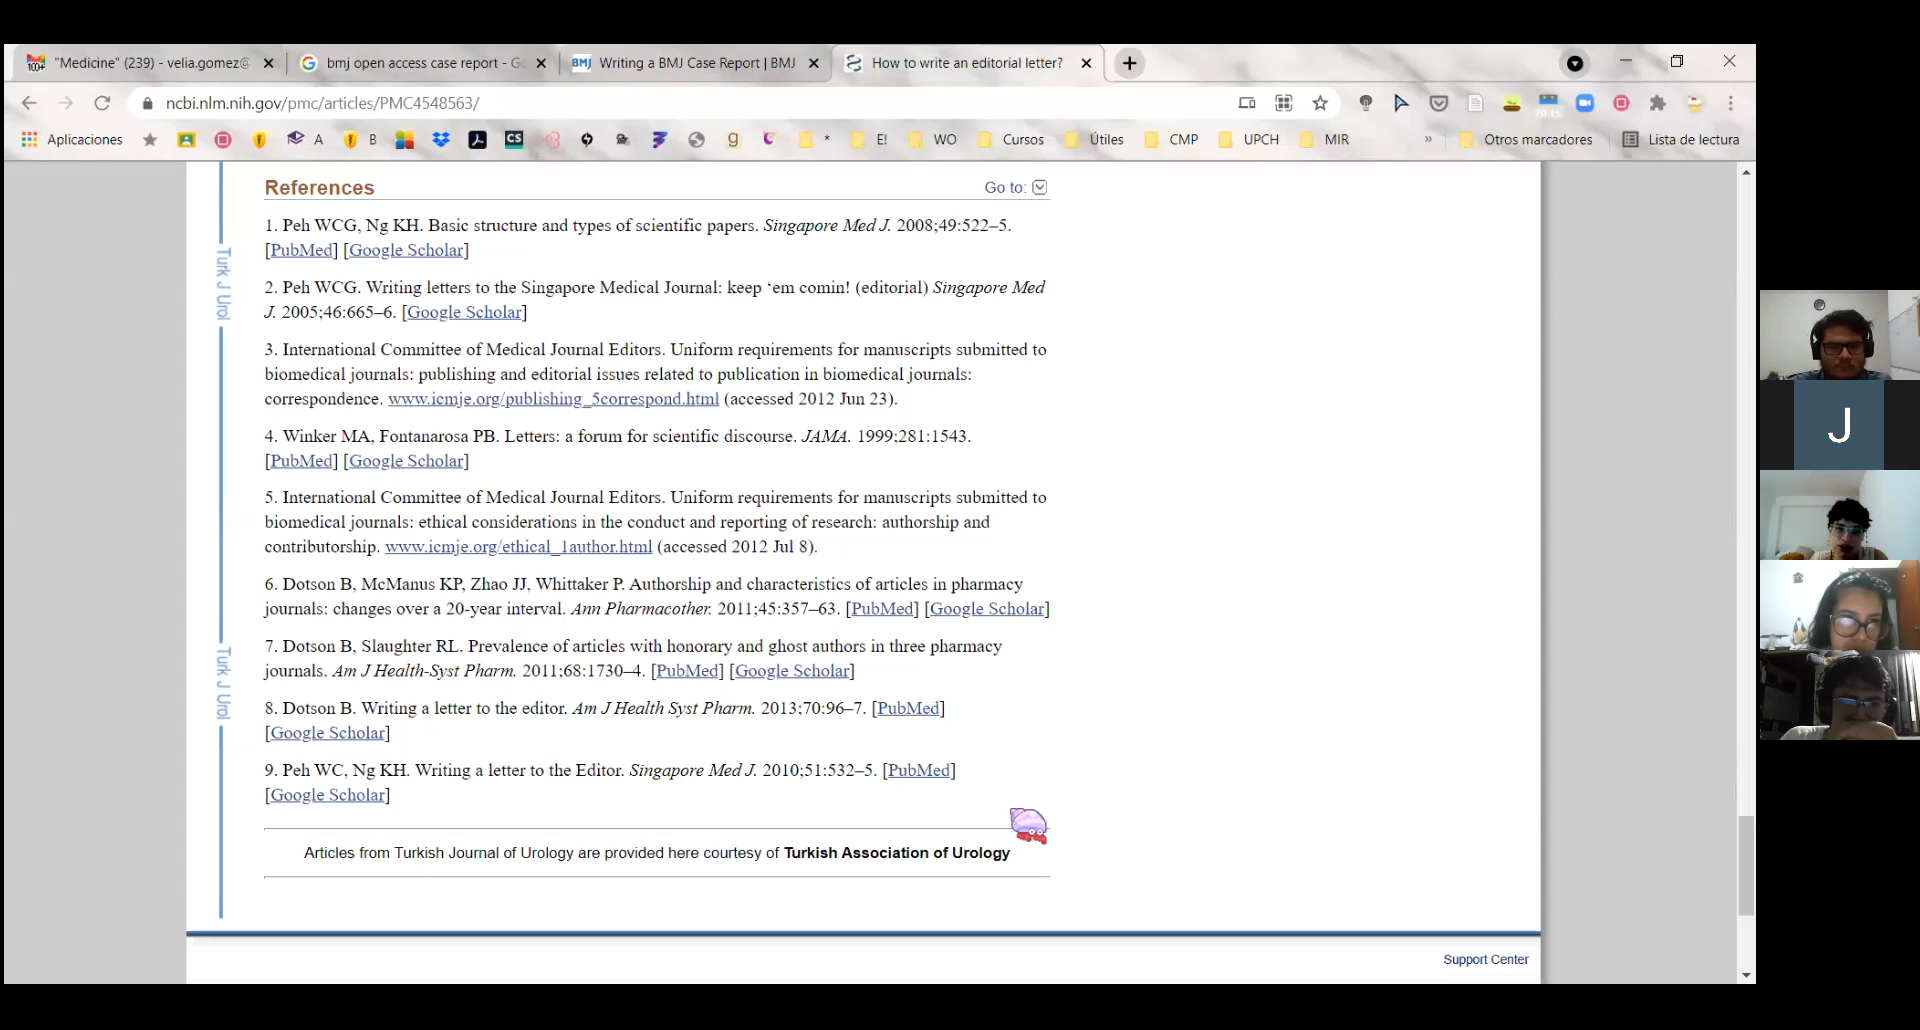 "Medicine" (239) - velia.gomez@
bmj open access case report - Go
BMJ Writing a BMJ Case Report | BMJ
How to write an editorial letter?
ncbi.nlm.nih.gov/pmc/articles/PMC4548563/
Aplicaciones A B CS g * E! WO Cursos Útiles CMP UPCH MIR » Otros marcadores Lista de lectura
References
Go to:
1. Peh WCG, Ng KH. Basic structure and types of scientific papers. Singapore Med J. 2008;49:522–5.
[PubMed] [Google Scholar]
2. Peh WCG. Writing letters to the Singapore Medical Journal: keep ‘em comin! (editorial) Singapore Med
J. 2005;46:665–6. [Google Scholar]
3. International Committee of Medical Journal Editors. Uniform requirements for manuscripts submitted to
biomedical journals: publishing and editorial issues related to publication in biomedical journals:
correspondence. www.icmje.org/publishing_5correspond.html (accessed 2012 Jun 23).
4. Winker MA, Fontanarosa PB. Letters: a forum for scientific discourse. JAMA. 1999;281:1543.
[PubMed] [Google Scholar]
5. International Committee of Medical Journal Editors. Uniform requirements for manuscripts submitted to
biomedical journals: ethical considerations in the conduct and reporting of research: authorship and
contributorship. www.icmje.org/ethical_1author.html (accessed 2012 Jul 8).
6. Dotson B, McManus KP, Zhao JJ, Whittaker P. Authorship and characteristics of articles in pharmacy
journals: changes over a 20-year interval. Ann Pharmacother. 2011;45:357–63. [PubMed] [Google Scholar]
7. Dotson B, Slaughter RL. Prevalence of articles with honorary and ghost authors in three pharmacy
journals. Am J Health-Syst Pharm. 2011;68:1730–4. [PubMed] [Google Scholar]
8. Dotson B. Writing a letter to the editor. Am J Health Syst Pharm. 2013;70:96–7. [PubMed]
[Google Scholar]
9. Peh WC, Ng KH. Writing a letter to the Editor. Singapore Med J. 2010;51:532–5. [PubMed]
[Google Scholar]
Articles from Turkish Journal of Urology are provided here courtesy of Turkish Association of Urology
Support Center
Turk J Urol
Turk J Urol
J